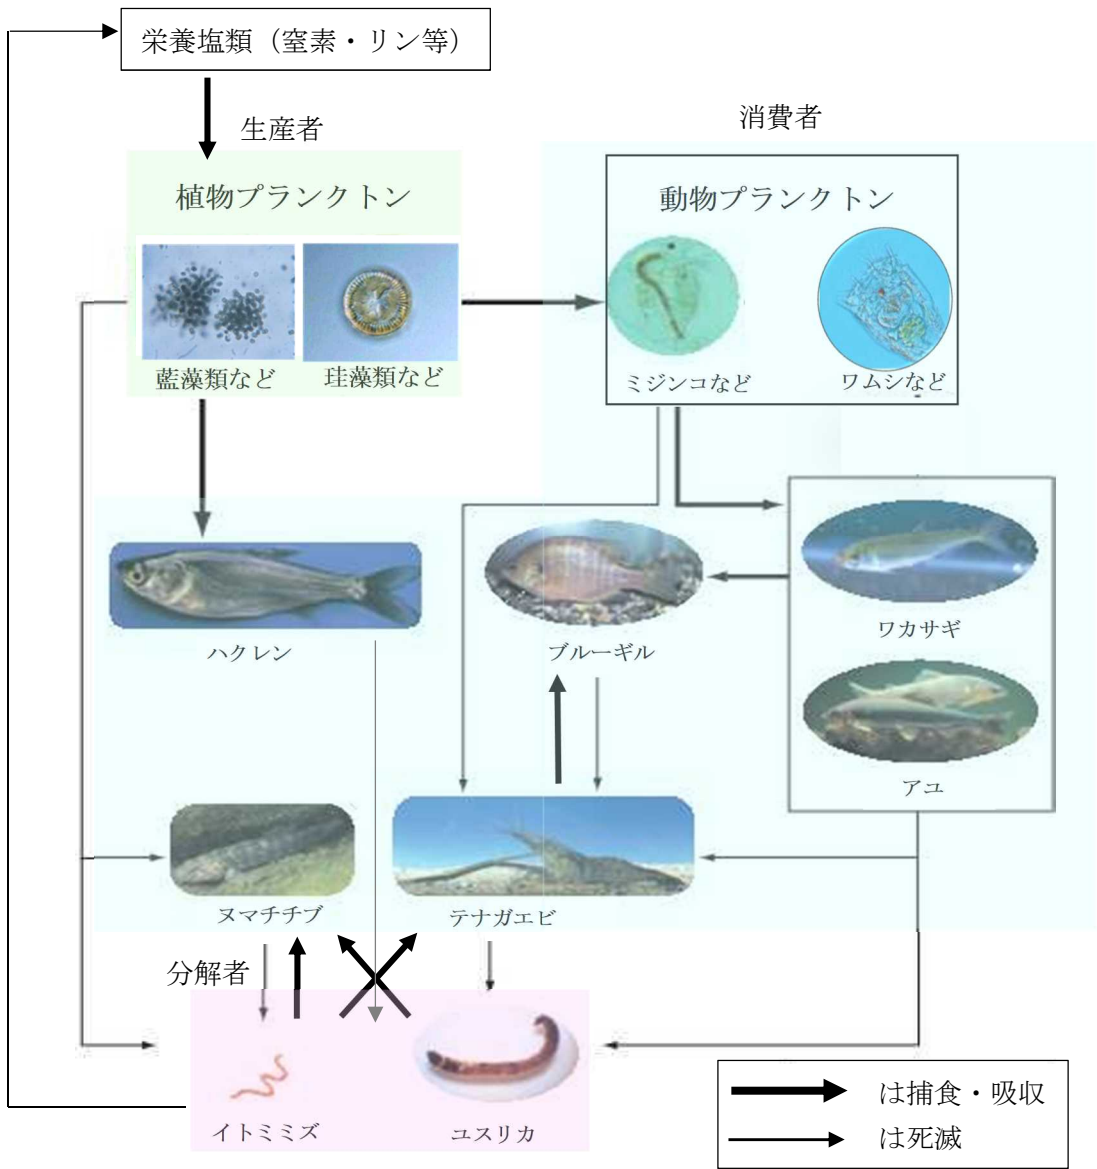 栄養塩類（窒素・リン等）
生産者
消費者
植物プランクトン
動物プランクトン
藍藻類など
珪藻類など
ミジンコなど
ワムシなど
ハクレン
ブルーギル
ワカサギ
アユ
ヌマチチブ
テナガエビ
分解者
イトミミズ
ユスリカ
は捕食・吸収
は死滅